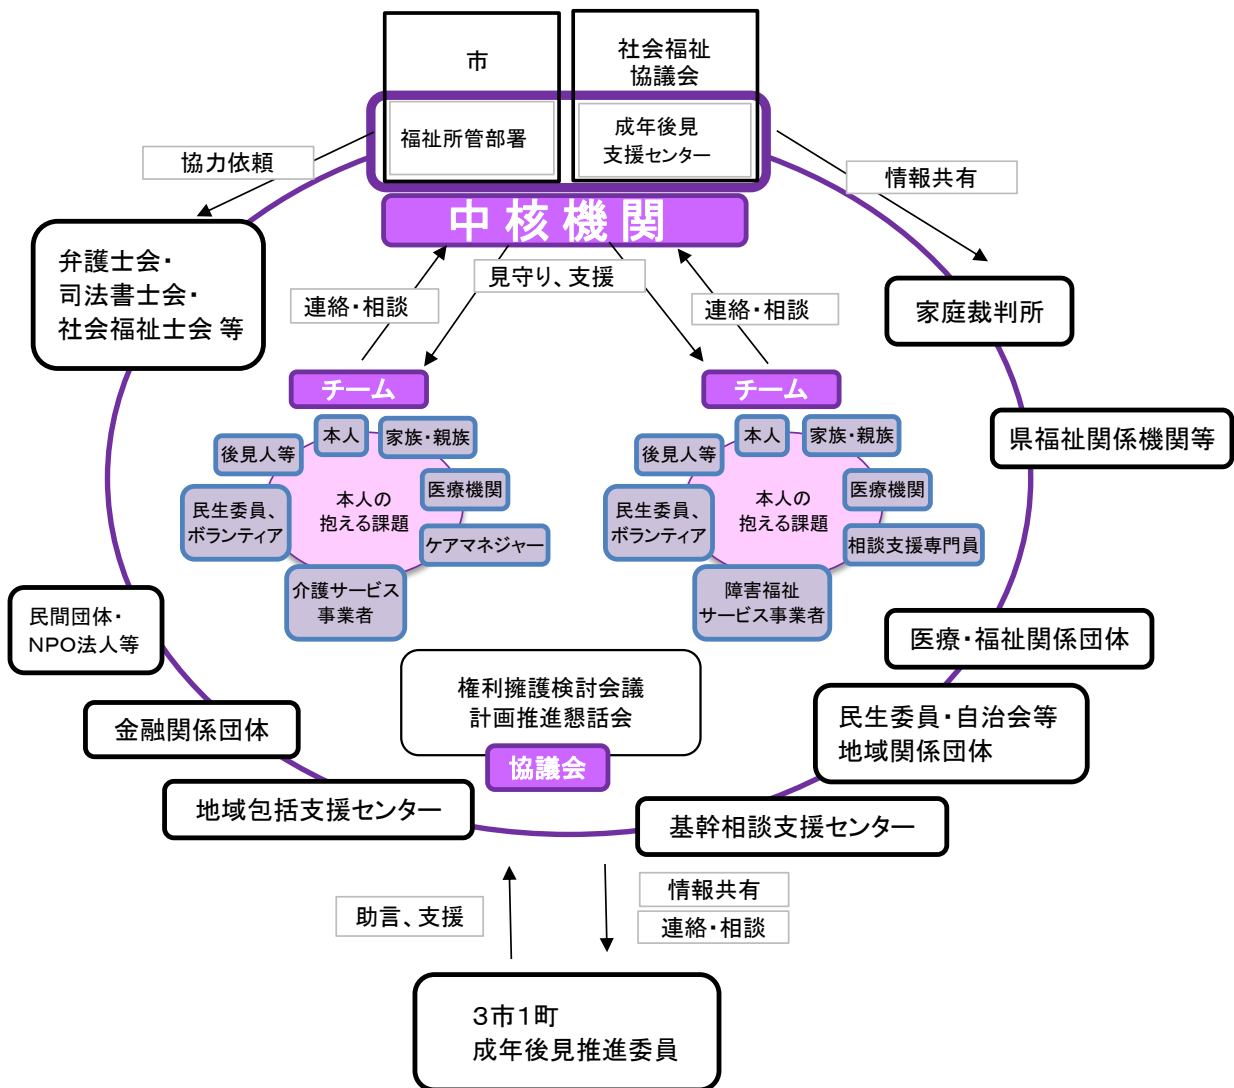 市
社会福祉
協議会
福祉所管部署
成年後見
支援センター
協力依頼
情報共有
中核機関
弁護士会・
司法書士会・
社会福祉士会 等
連絡・相談
見守り、支援
連絡・相談
家庭裁判所
チーム
チーム
本人
家族・親族
後見人等
医療機関
民生委員、
ボランティア
本人の
抱える課題
ケアマネジャー
介護サービス
事業者
本人
家族・親族
後見人等
医療機関
民生委員、
ボランティア
本人の
抱える課題
相談支援専門員
障害福祉
サービス事業者
県福祉関係機関等
民間団体・
NPO法人等
医療・福祉関係団体
権利擁護検討会議
計画推進懇話会
協議会
金融関係団体
民生委員・自治会等
地域関係団体
地域包括支援センター
基幹相談支援センター
助言、支援
情報共有
連絡・相談
３市１町
成年後見推進委員